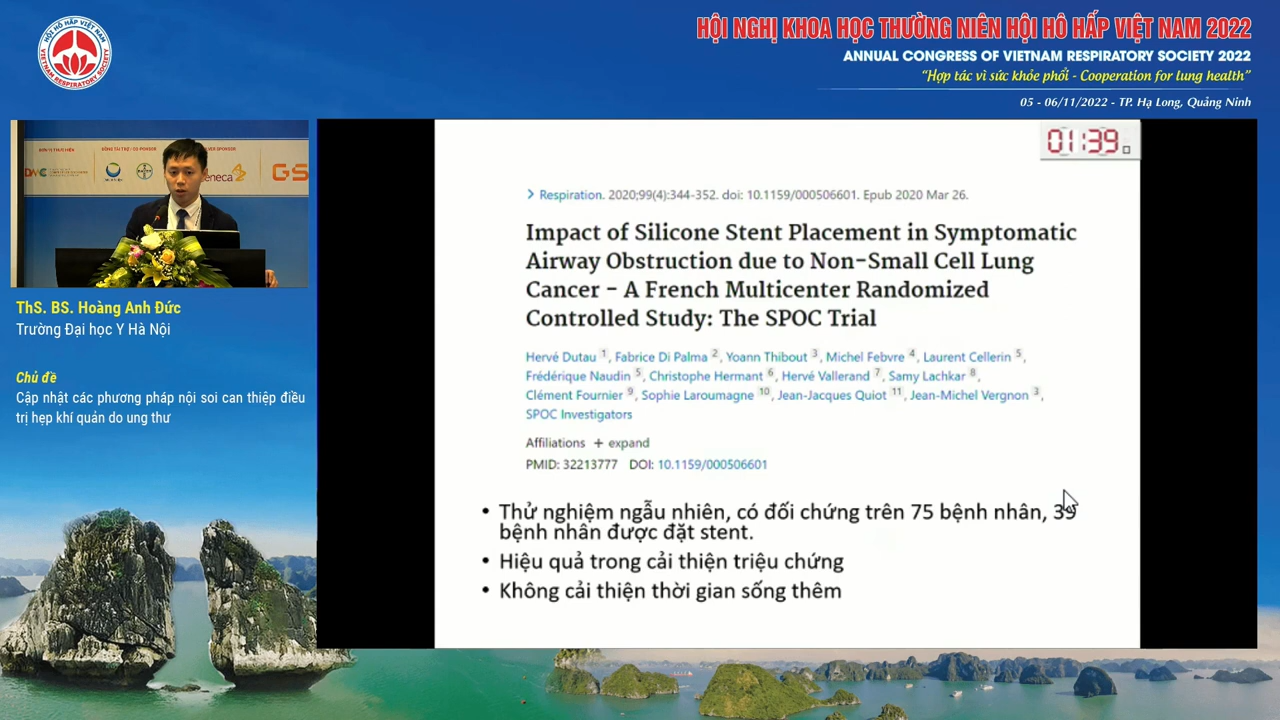 HỘI HÔ HẤP VIỆT NAM
VIETNAM RESPIRATORY SOCIETY
HỘI NGHỊ KHOA HỌC THƯỜNG NIÊN HỘI HÔ HẤP VIỆT NAM 2022
ANNUAL CONGRESS OF VIETNAM RESPIRATORY SOCIETY 2022
“Hợp tác vì sức khỏe phổi - Cooperation for lung health”
05 - 06/11/2022 - TP. Hạ Long, Quảng Ninh
ThS. BS. Hoàng Anh Đức
Trường Đại học Y Hà Nội
Chủ đề
Cập nhật các phương pháp nội soi can thiệp điều
trị hẹp khí quản do ung thư
01:39
> Respiration. 2020;99(4):344-352. doi: 10.1159/000506601. Epub 2020 Mar 26.
Impact of Silicone Stent Placement in Symptomatic
Airway Obstruction due to Non-Small Cell Lung
Cancer - A French Multicenter Randomized
Controlled Study: The SPOC Trial
Hervé Dutau 1, Fabrice Di Palma 2, Yoann Thibout 3, Michel Febvre 4, Laurent Cellerin 5,
Frédérique Naudin 5, Christophe Hermant 6, Hervé Vallerand 7, Samy Lachkar 8,
Clément Fournier 9, Sophie Laroumagne 10, Jean-Jacques Quiot 11, Jean-Michel Vergnon 3,
SPOC Investigators
Affiliations + expand
PMID: 32213777 DOI: 10.1159/000506601
• Thử nghiệm ngẫu nhiên, có đối chứng trên 75 bệnh nhân, 39
bệnh nhân được đặt stent.
• Hiệu quả trong cải thiện triệu chứng
• Không cải thiện thời gian sống thêm